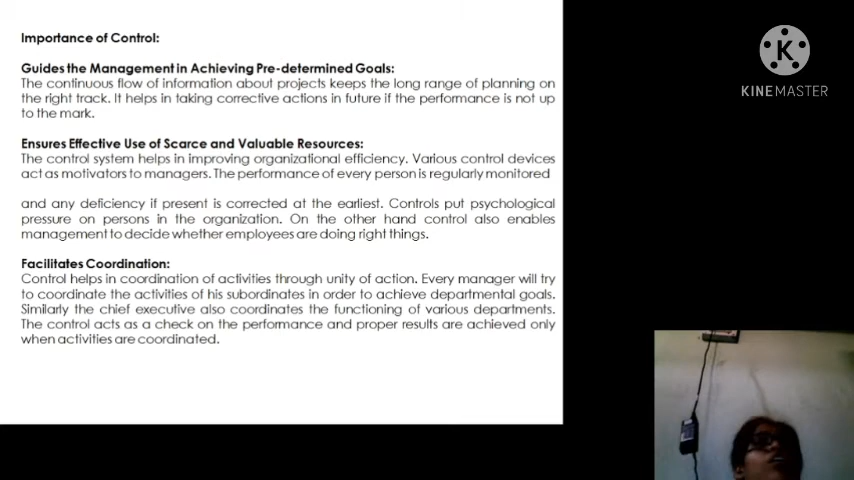 Importance of Control:
Guides the Management in Achieving Pre-determined Goals:
The continuous flow of information about projects keeps the long range of planning on
the right track. It helps in taking corrective actions in future if the performance is not up
to the mark.
Ensures Effective Use of Scarce and Valuable Resources:
The control system helps in improving organizational efficiency. Various control devices
act as motivators to managers. The performance of every person is regularly monitored
and any deficiency if present is corrected at the earliest. Controls put psychological
pressure on persons in the organization. On the other hand control also enables
management to decide whether employees are doing right things.
Facilitates Coordination:
Control helps in coordination of activities through unity of action. Every manager will try
to coordinate the activities of his subordinates in order to achieve departmental goals.
Similarly the chief executive also coordinates the functioning of various departments.
The control acts as a check on the performance and proper results are achieved only
when activities are coordinated.
K
KINEMASTER